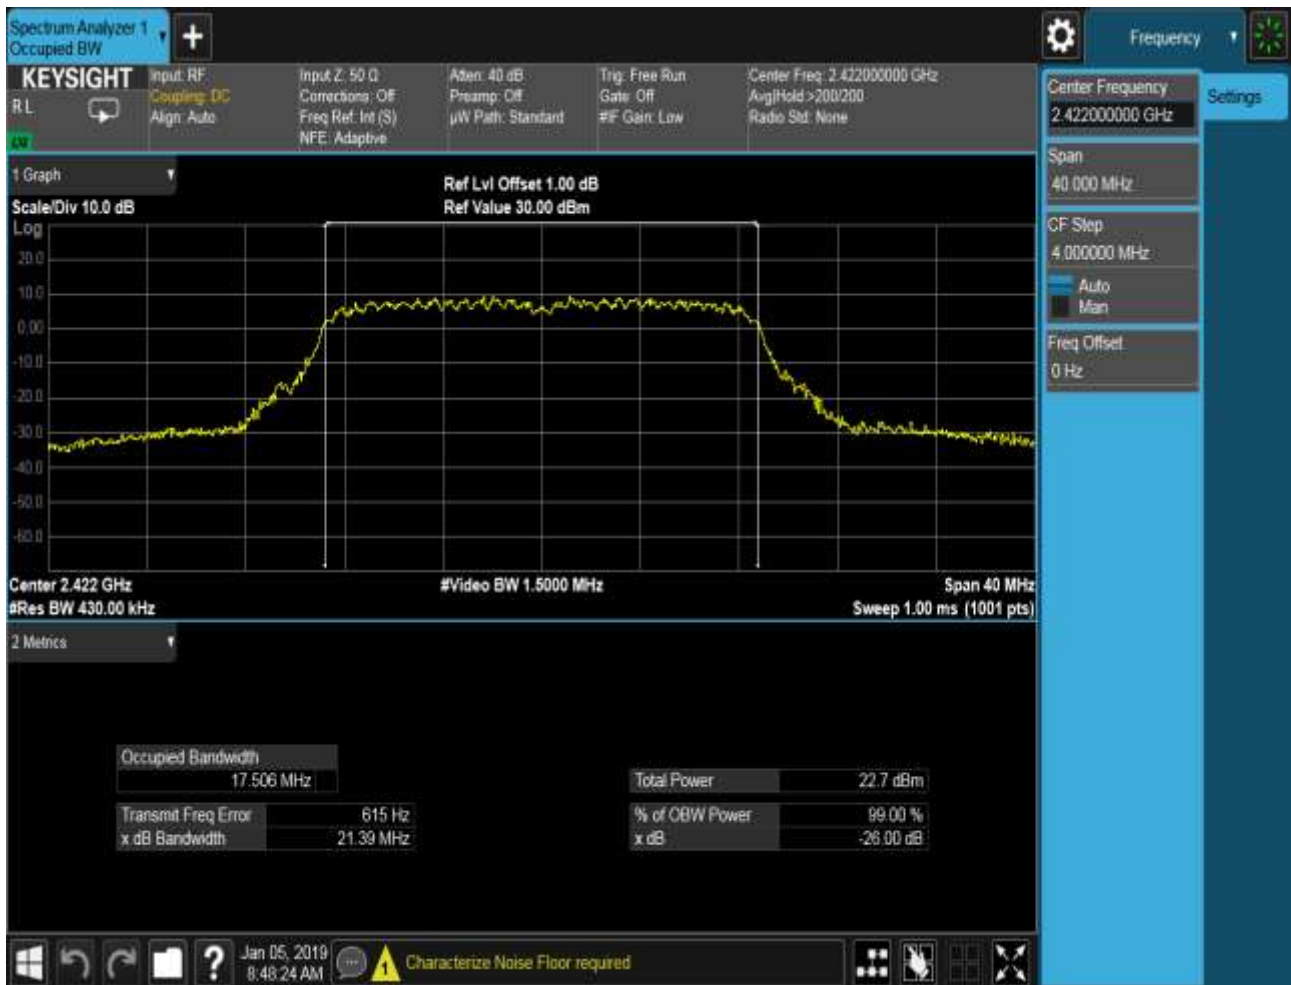 Spectrum Analyzer 1
Occupied BW
Frequency
KEYSIGHT
R L
Input: RF
Coupling: DC
Align: Auto
Input Z: 50 Ω
Corrections: Off
Freq Ref: Int (S)
NFE: Adaptive
Atten: 40 dB
Preamp: Off
µW Path: Standard
Trig: Free Run
Gate: Off
#IF Gain: Low
Center Freq: 2.422000000 GHz
Avg|Hold >200/200
Radio Std: None
Center Frequency
2.422000000 GHz
Settings
Span
40.000 MHz
CF Step
4.000000 MHz
Auto
Man
Freq Offset
0 Hz
1 Graph
Scale/Div 10.0 dB
Ref Lvl Offset 1.00 dB
Ref Value 30.00 dBm
Log
20.0
10.0
0.00
-10.0
-20.0
-30.0
-40.0
-50.0
-60.0
Center 2.422 GHz
#Video BW 1.5000 MHz
Span 40 MHz
#Res BW 430.00 kHz
Sweep 1.00 ms (1001 pts)
2 Metrics
Occupied Bandwidth
17.506 MHz
Total Power 22.7 dBm
Transmit Freq Error 615 Hz
% of OBW Power 99.00 %
x dB Bandwidth 21.39 MHz
x dB -26.00 dB
Jan 05, 2019
8:48:24 AM
1
Characterize Noise Floor required